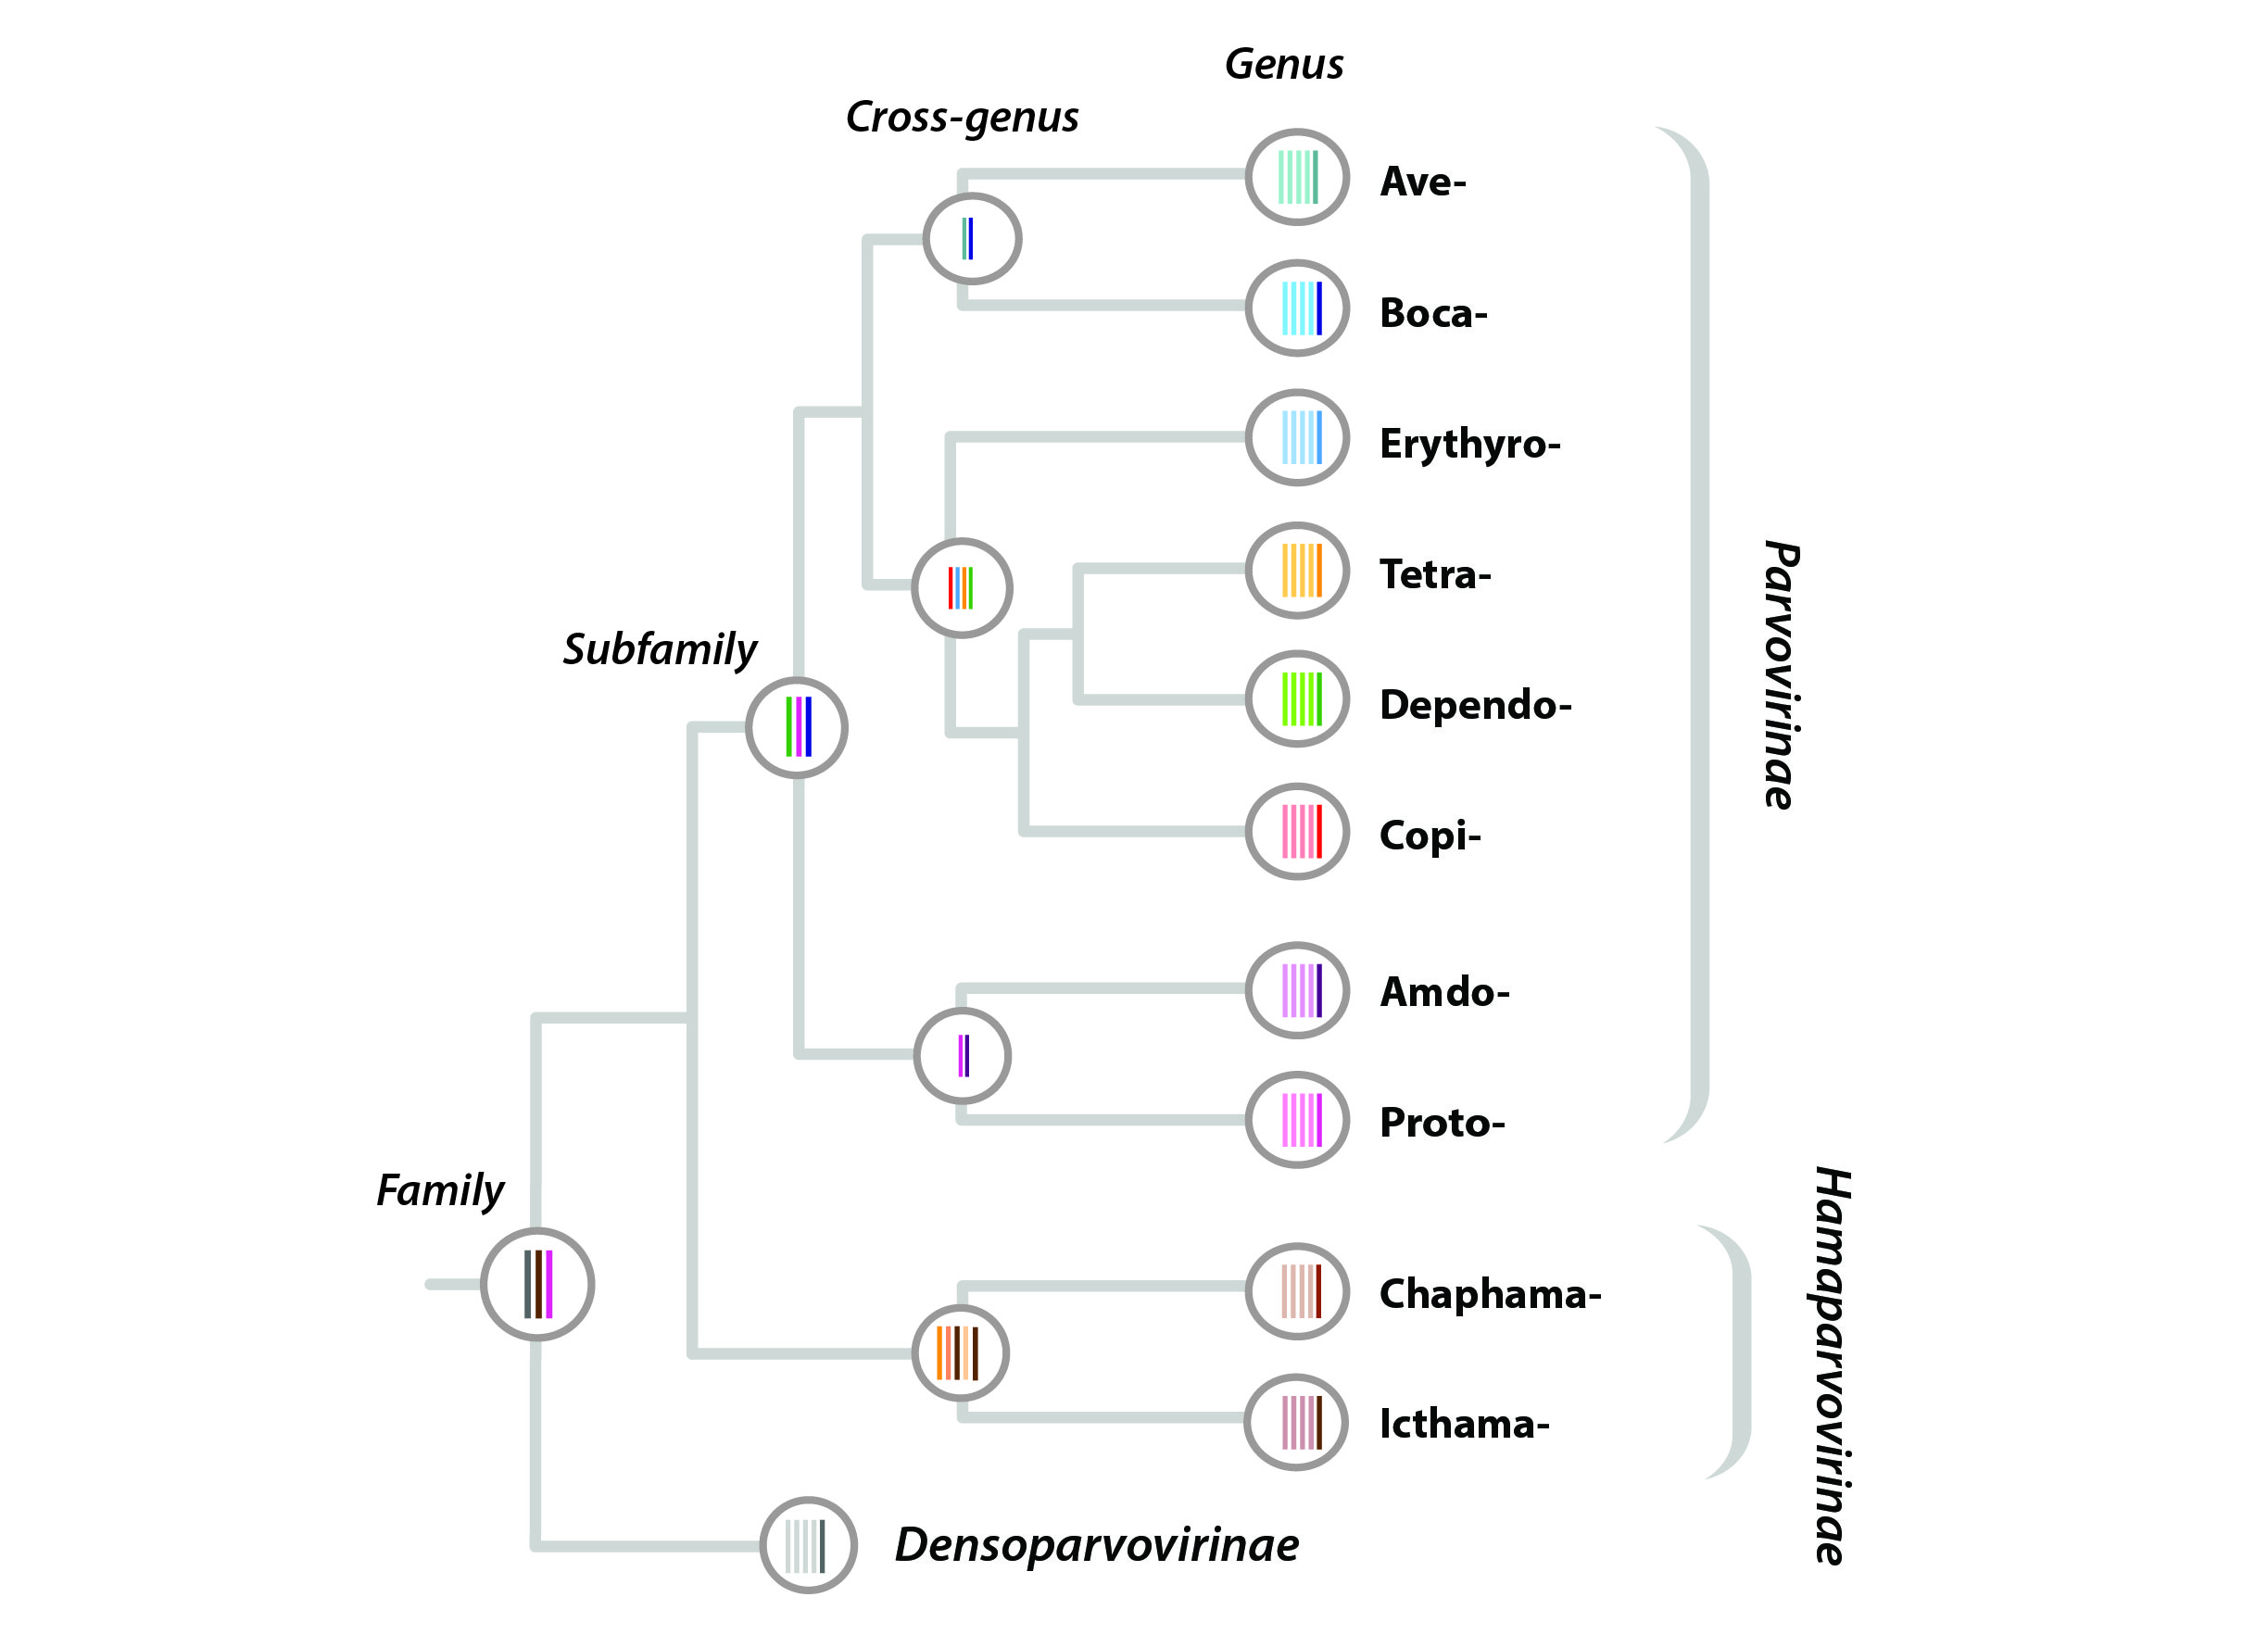 Genus
Cross-genus
Ave-
Boca-
Erythyro-
Tetra-
Dependo-
Parvovirinae
Subfamily
Copi-
Amdo-
Proto-
Family
Chaphama-
Hamaparvovirinae
Icthama-
Densoparvovirinae